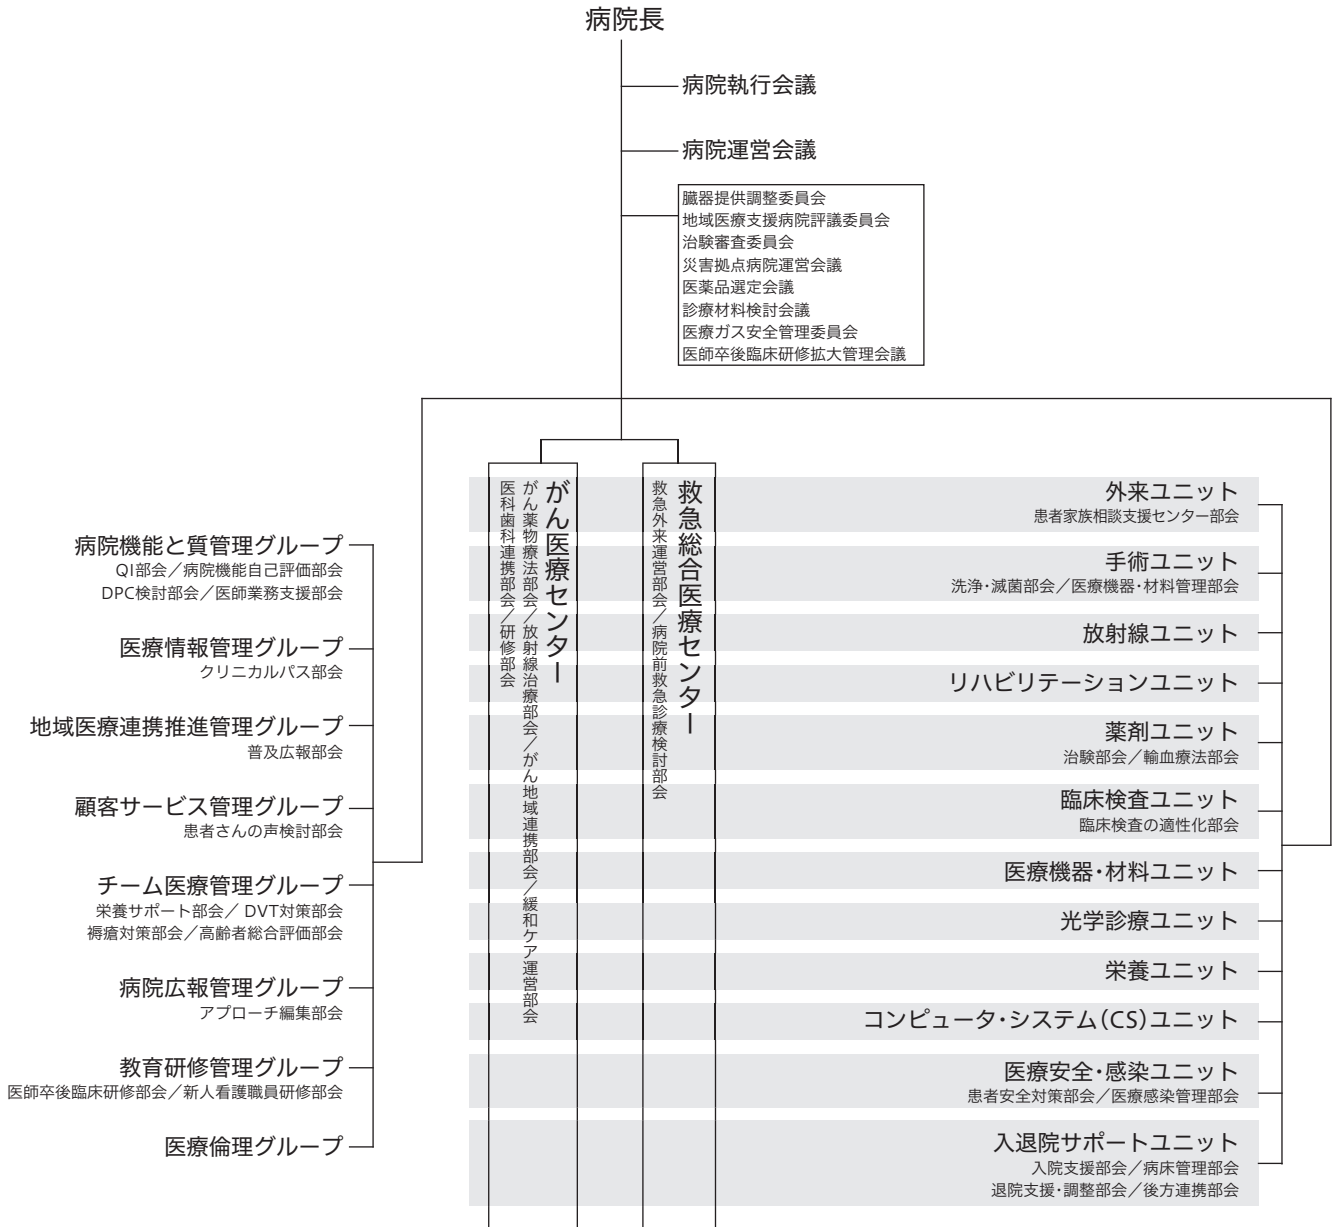 病院長
病院執行会議
病院運営会議
臓器提供調整委員会
地域医療支援病院評議委員会
治験審査委員会
災害拠点病院運営会議
医薬品選定会議
診療材料検討会議
医療ガス安全管理委員会
医師卒後臨床研修拡大管理会議
病院機能と質管理グループ
QI部会／病院機能自己評価部会
DPC検討部会／医師業務支援部会
医療情報管理グループ
クリニカルパス部会
地域医療連携推進管理グループ
普及広報部会
顧客サービス管理グループ
患者さんの声検討部会
チーム医療管理グループ
栄養サポート部会／DVT対策部会
褥瘡対策部会／高齢者総合評価部会
病院広報管理グループ
アプローチ編集部会
教育研修管理グループ
医師卒後臨床研修部会／新人看護職員研修部会
医療倫理グループ
がん医療センター
がん薬物療法部会／放射線治療部会／がん地域連携部会／緩和ケア運営部会
医科歯科連携部会／研修部会
救急総合医療センター
救急外来運営部会／病院前救急診療検討部会
外来ユニット
患者家族相談支援センター部会
手術ユニット
洗浄・滅菌部会／医療機器・材料管理部会
放射線ユニット
リハビリテーションユニット
薬剤ユニット
治験部会／輸血療法部会
臨床検査ユニット
臨床検査の適性化部会
医療機器・材料ユニット
光学診療ユニット
栄養ユニット
コンピュータ・システム（CS）ユニット
医療安全・感染ユニット
患者安全対策部会／医療感染管理部会
入退院サポートユニット
入院支援部会／病床管理部会
退院支援・調整部会／後方連携部会